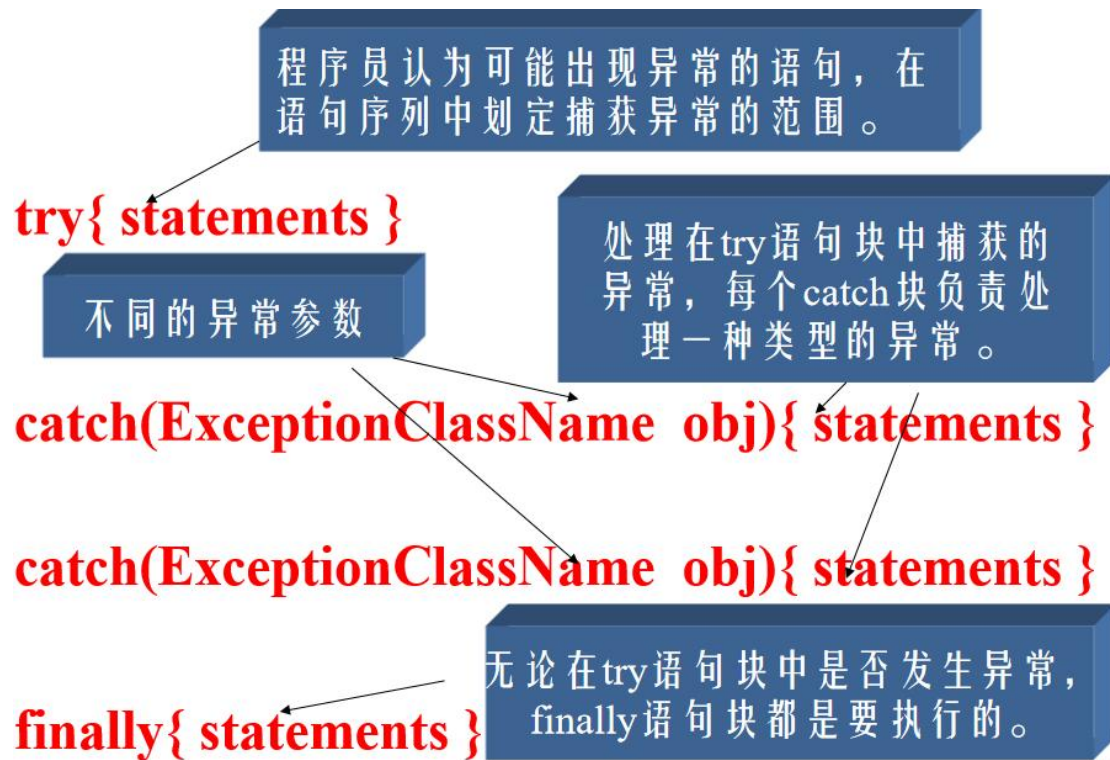 程序员认为可能出现异常的语句，在
语句序列中划定捕获异常的范围。
try{ statements }
处理在try语句块中捕获的
异常，每个catch块负责处
理一种类型的异常。
不同的异常参数
catch(ExceptionClassName obj){ statements }
catch(ExceptionClassName obj){ statements }
无论在try语句块中是否发生异常，
finally语句块都是要执行的。
finally{ statements }